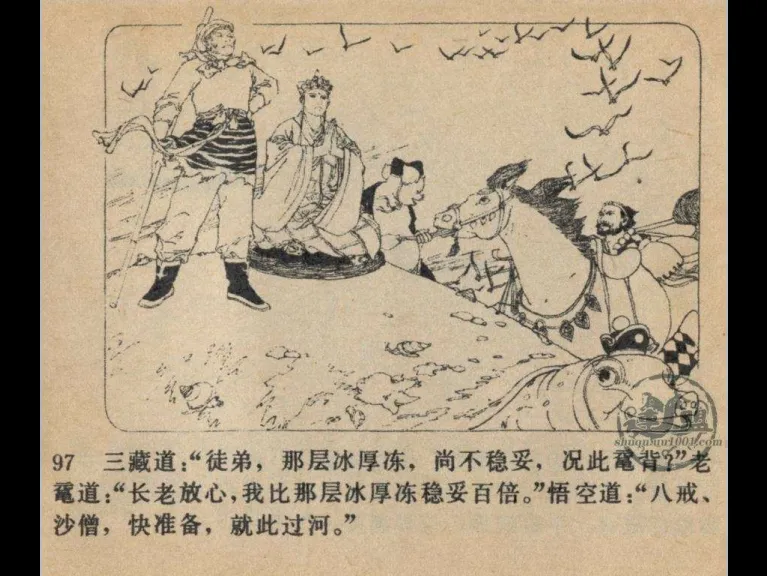 97 三藏道：“徒弟，那层冰厚冻，尚不稳妥，况此鼋背？”老
鼋道：“长老放心，我比那层冰厚冻稳妥百倍。”悟空道：“八戒、
沙僧，快准备，就此过河。”
shuqun1001.com